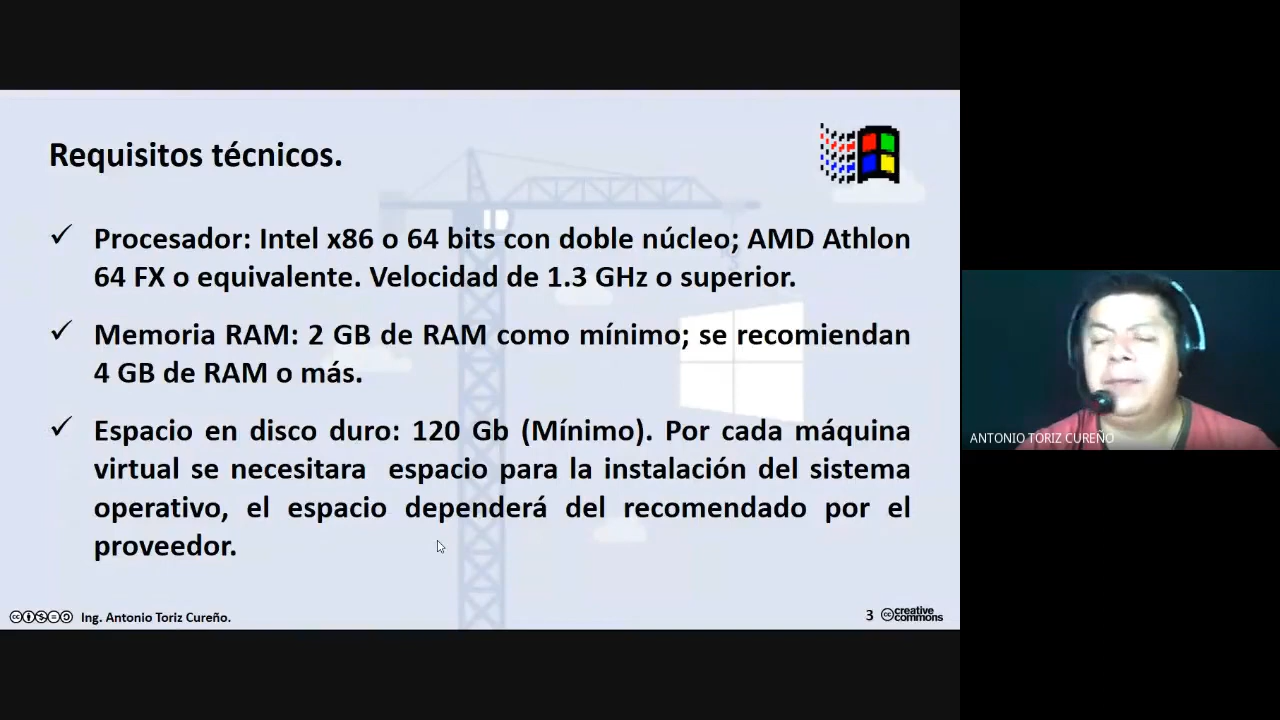 Requisitos técnicos.
✓ Procesador: Intel x86 o 64 bits con doble núcleo; AMD Athlon
64 FX o equivalente. Velocidad de 1.3 GHz o superior.
✓ Memoria RAM: 2 GB de RAM como mínimo; se recomiendan
4 GB de RAM o más.
✓ Espacio en disco duro: 120 Gb (Mínimo). Por cada máquina
virtual se necesitara espacio para la instalación del sistema
operativo, el espacio dependerá del recomendado por el
proveedor.
Ing. Antonio Toriz Cureño.
3
creative
commons
ANTONIO TORIZ CUREÑO